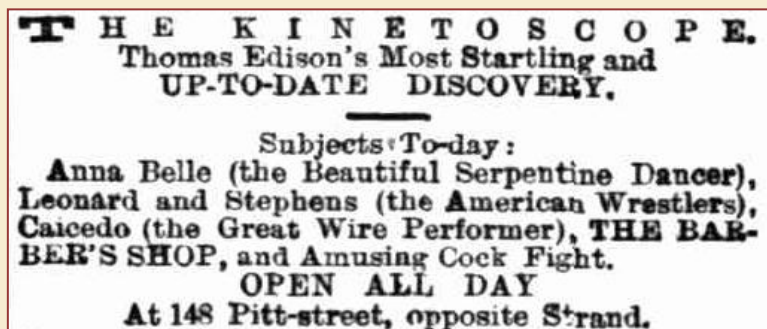 THE KINETOSCOPE.
Thomas Edison's Most Startling and
UP-TO-DATE DISCOVERY.
Subjects To-day:
Anna Belle (the Beautiful Serpentine Dancer),
Leonard and Stephens (the American Wrestlers),
Caicedo (the Great Wire Performer), THE BAR-
BER'S SHOP, and Amusing Cock Fight.
OPEN ALL DAY
At 148 Pitt-street, opposite Strand.